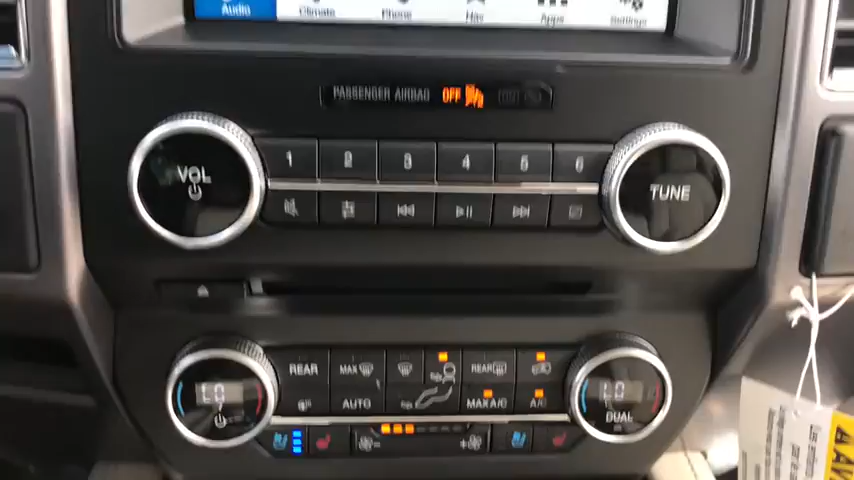 Audio Climate Phone Nav Apps Settings
PASSENGER AIRBAG OFF
VOL
1 2 3 4 5 6
TUNE
REAR MAX REAR
LO
AUTO MAX A/C A/C
LO
DUAL